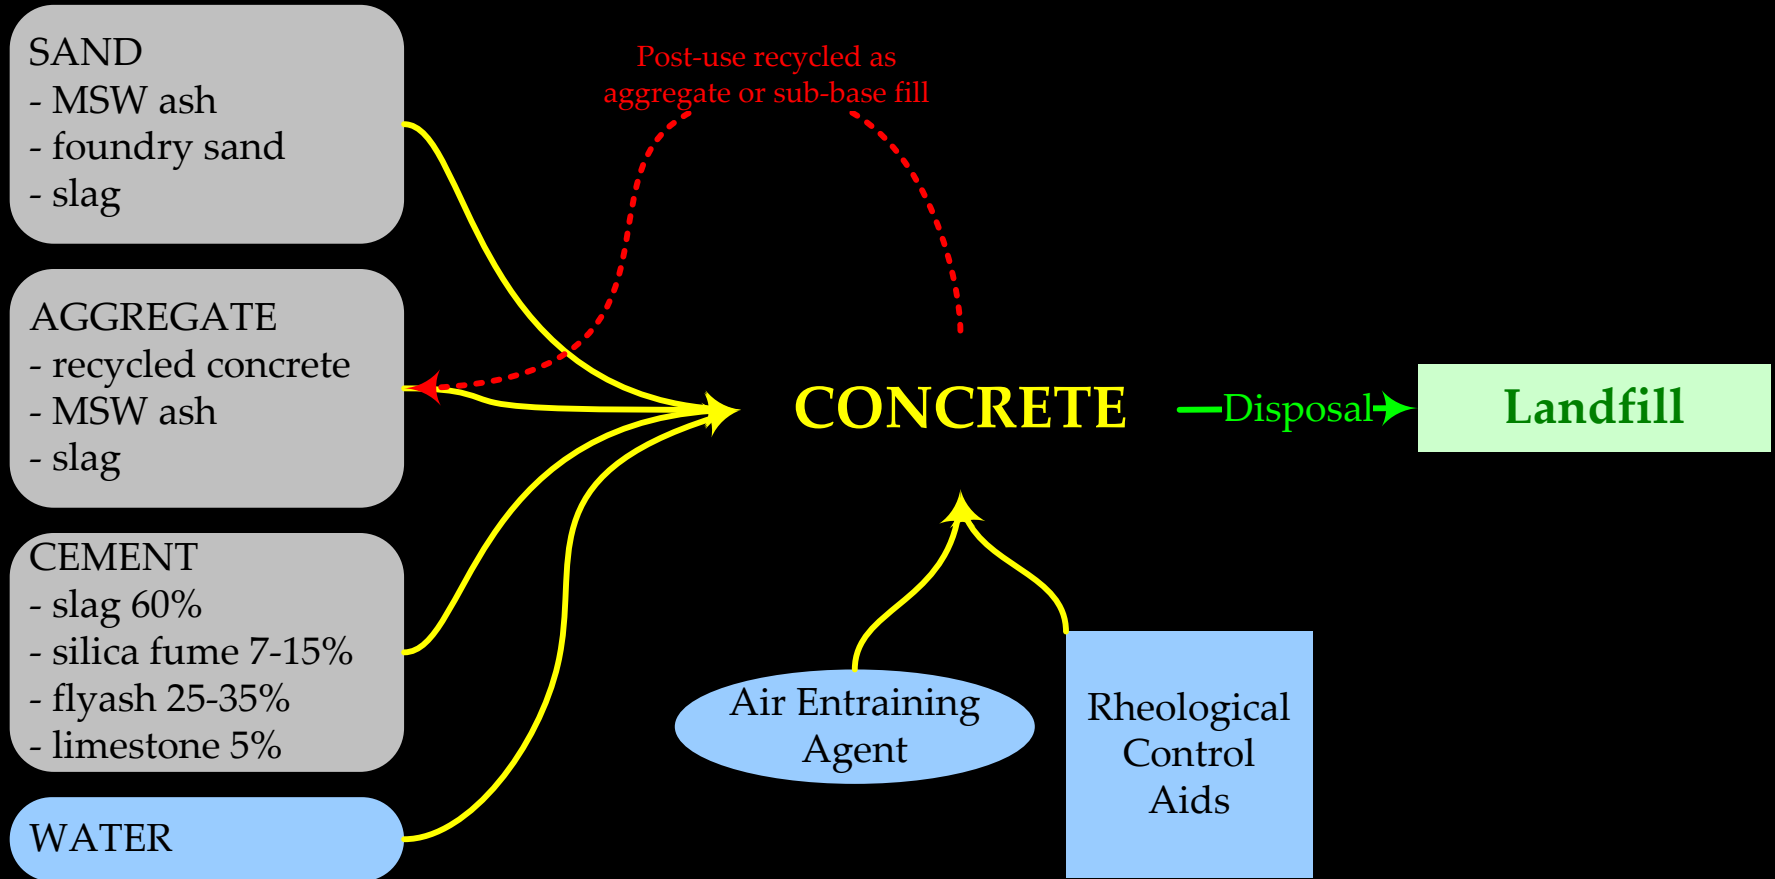 SAND
- MSW ash
- foundry sand
- slag
Post-use recycled as
aggregate or sub-base fill
AGGREGATE
- recycled concrete
- MSW ash
- slag
CONCRETE
Disposal
Landfill
CEMENT
- slag 60%
- silica fume 7-15%
- flyash 25-35%
- limestone 5%
Air Entraining
Agent
Rheological
Control
Aids
WATER